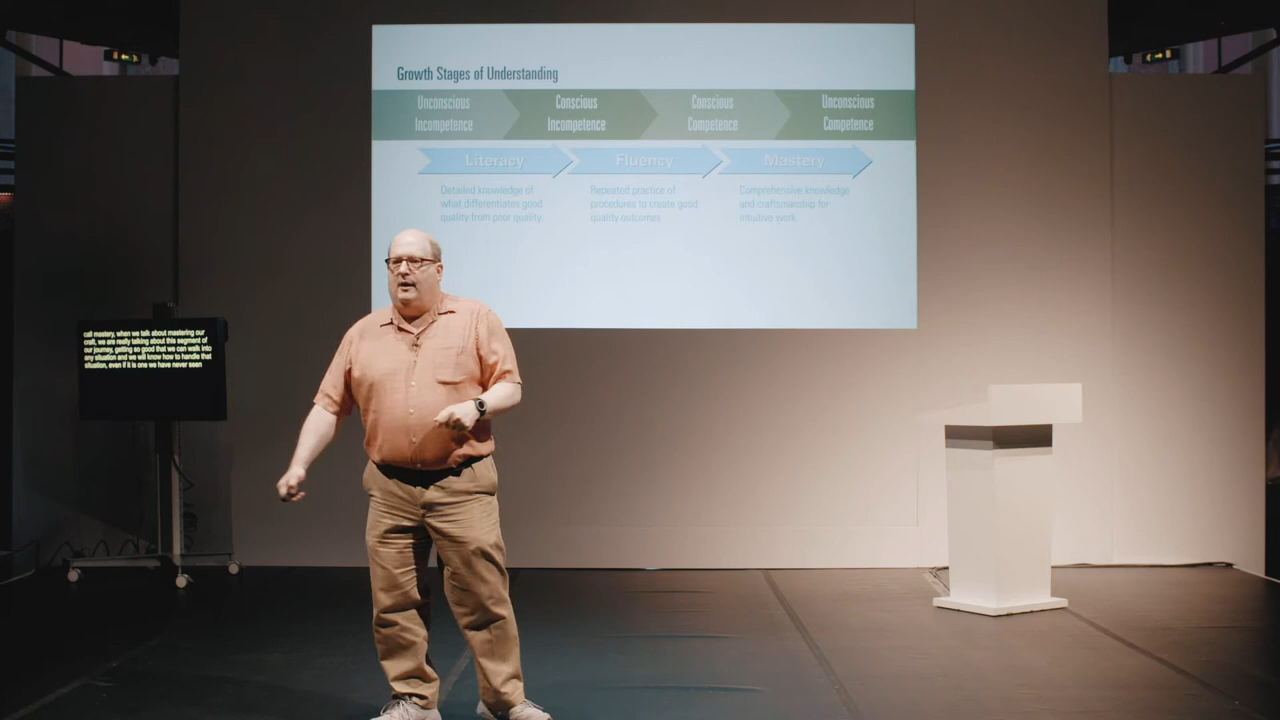 Growth Stages of Understanding
Unconscious
Incompetence
Conscious
Incompetence
Conscious
Competence
Unconscious
Competence
Literacy
Fluency
Mastery
Detailed knowledge of
what differentiates good
quality from poor quality.
Repeated practice of
procedures to create good
quality outcomes
Comprehensive knowledge
and craftsmanship for
intuitive work.
call mastery, when we talk about mastering our
craft, we are really talking about this segment of
our journey, getting so good that we can walk into
any situation and we will know how to handle that
situation, even if it is one we have never seen